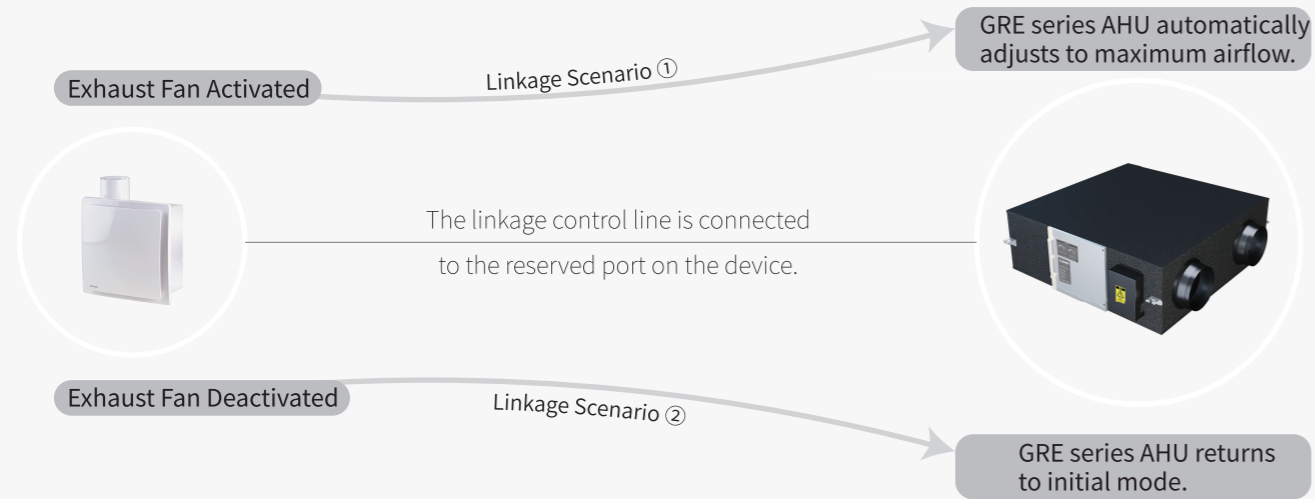 GRE series AHU automatically
adjusts to maximum airflow.
Linkage Scenario ①
Exhaust Fan Activated
The linkage control line is connected
to the reserved port on the device.
Exhaust Fan Deactivated
Linkage Scenario ②
GRE series AHU returns
to initial mode.